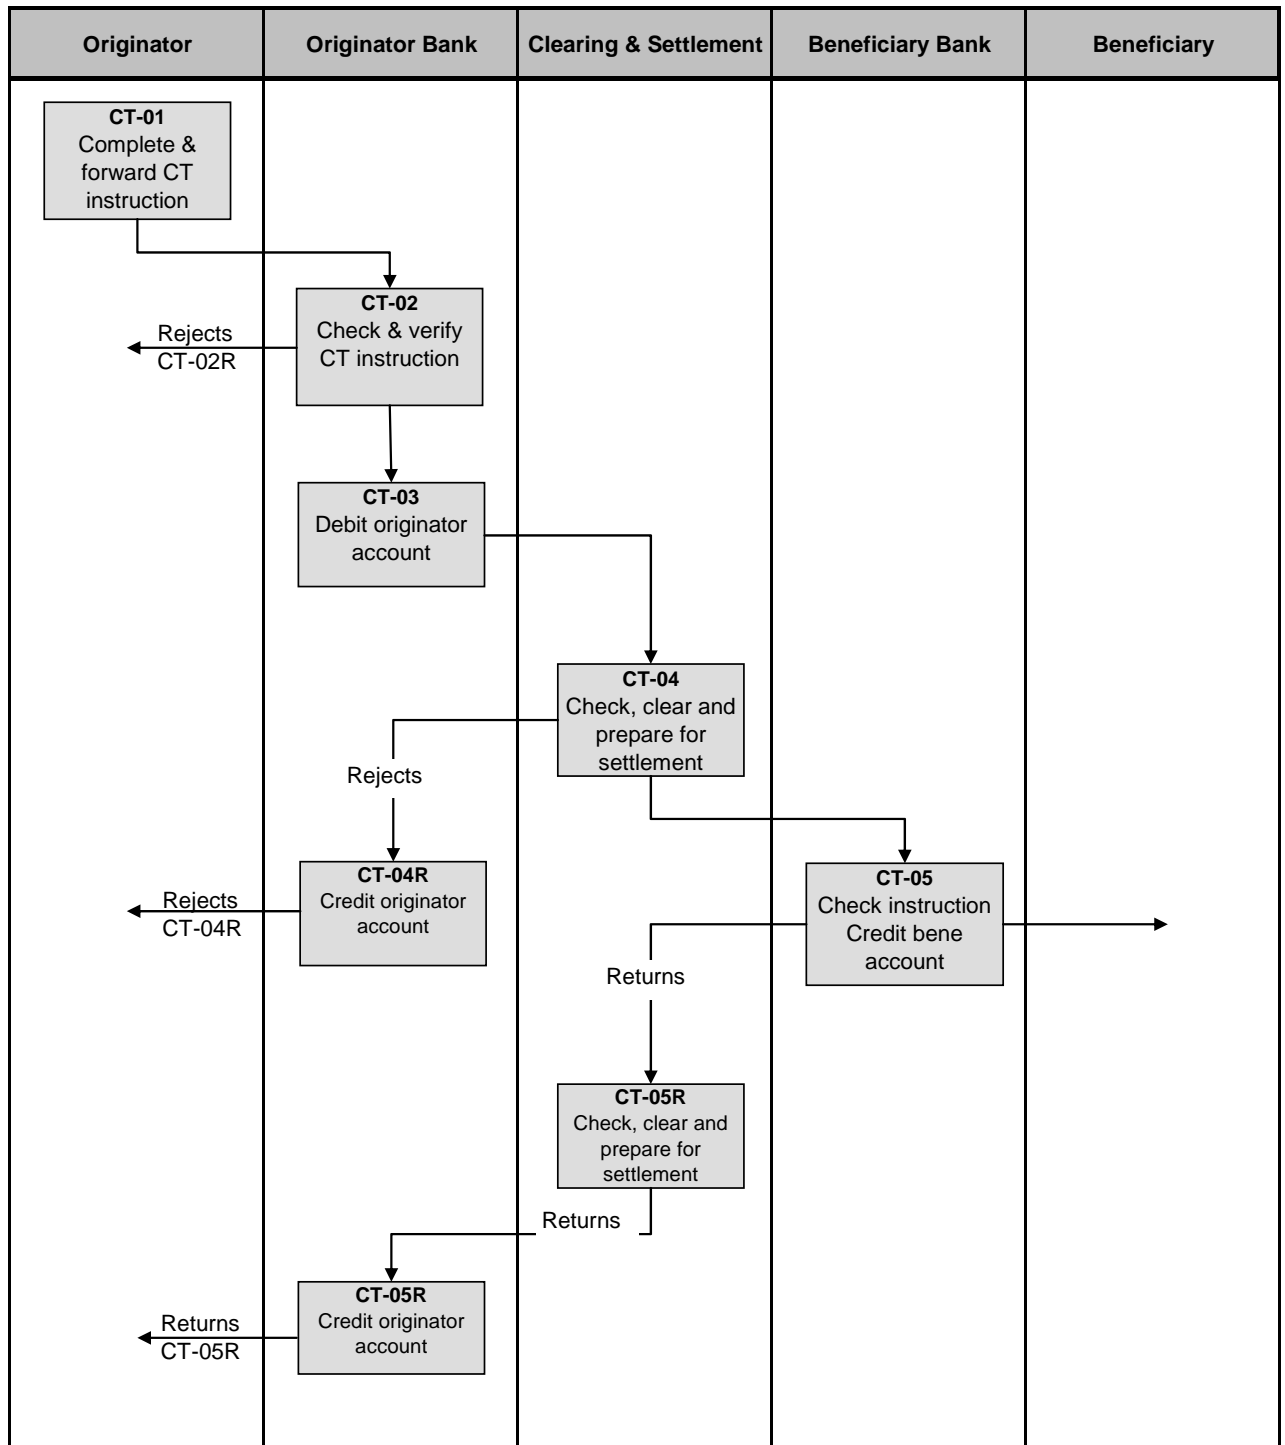 Originator
Originator Bank
Clearing & Settlement
Beneficiary Bank
Beneficiary
CT-01
Complete &
forward CT
instruction
CT-02
Check & verify
CT instruction
Rejects
CT-02R
CT-03
Debit originator
account
CT-04
Check, clear and
prepare for
settlement
Rejects
CT-04R
Credit originator
account
Rejects
CT-04R
CT-05
Check instruction
Credit bene
account
Returns
CT-05R
Check, clear and
prepare for
settlement
Returns
CT-05R
Credit originator
account
Returns
CT-05R